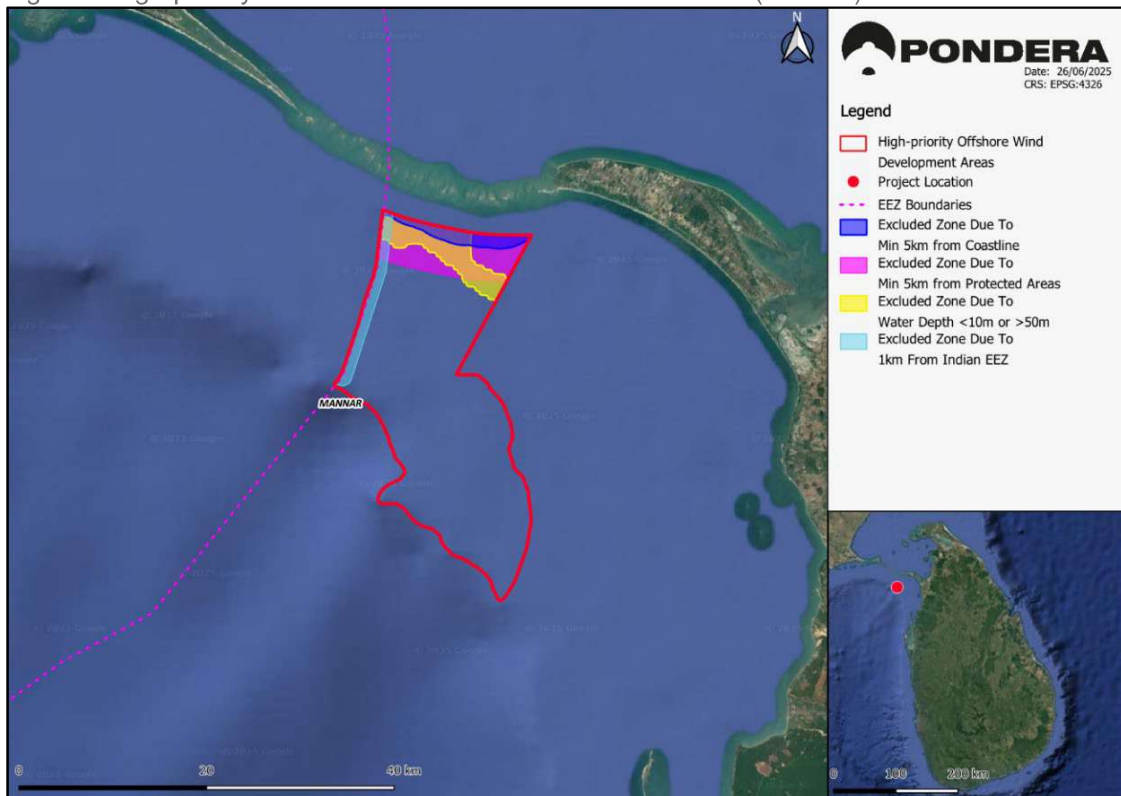 N
PONDERA
Date: 26/06/2025
CRS: EPSG:4326
Legend
High-priority Offshore Wind
Development Areas
Project Location
EEZ Boundaries
Excluded Zone Due To
Min 5km from Coastline
Excluded Zone Due To
Min 5km from Protected Areas
Excluded Zone Due To
Water Depth <10m or >50m
Excluded Zone Due To
1km From Indian EEZ
MANNAR
0 20 40 km
0 100 200 km